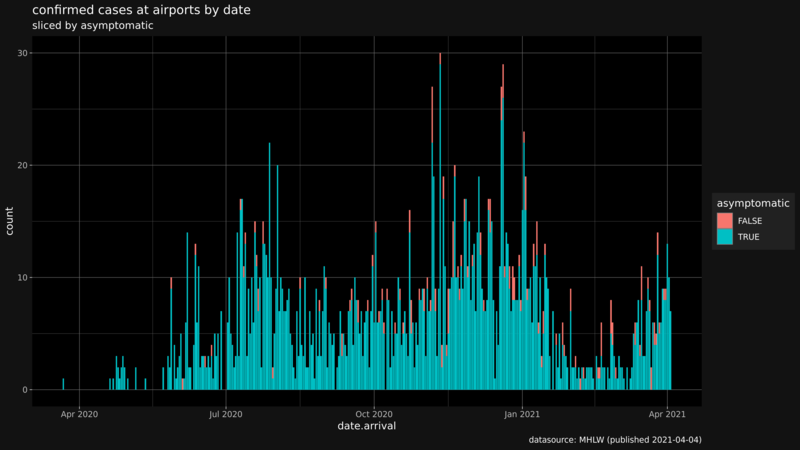 confirmed cases at airports by date
sliced by asymptomatic
30
20
10
0
count
Apr 2020
Jul 2020
Oct 2020
Jan 2021
Apr 2021
date.arrival
asymptomatic
FALSE
TRUE
datasource: MHLW (published 2021-04-04)